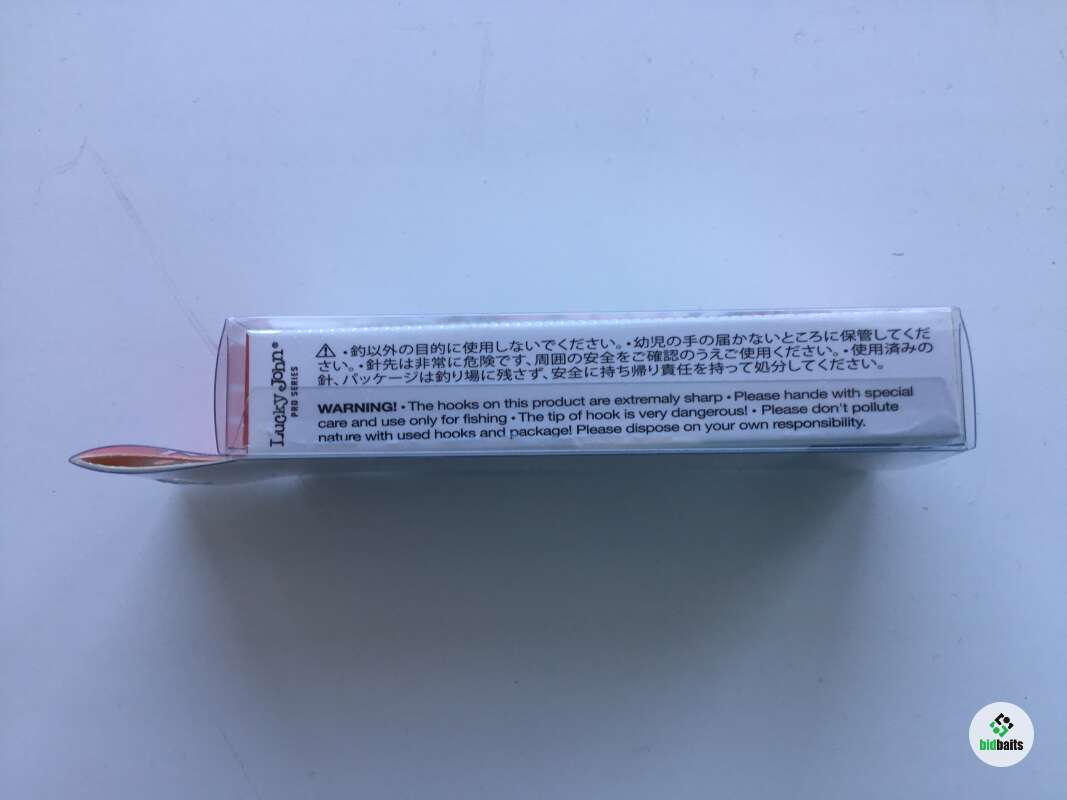 Lucky John®
PRO SERIES
⚠ ・釣以外の目的に使用しないでください。・幼児の手の届かないところに保管してくだ
さい。・針先は非常に危険です、周囲の安全をご確認のうえご使用ください。・使用済みの
針、パッケージは釣り場に残さず、安全に持ち帰り責任を持って処分してください。
WARNING! • The hooks on this product are extremaly sharp • Please hande with special
care and use only for fishing • The tip of hook is very dangerous! • Please don't pollute
nature with used hooks and package! Please dispose on your own responsibility.
bidbaits